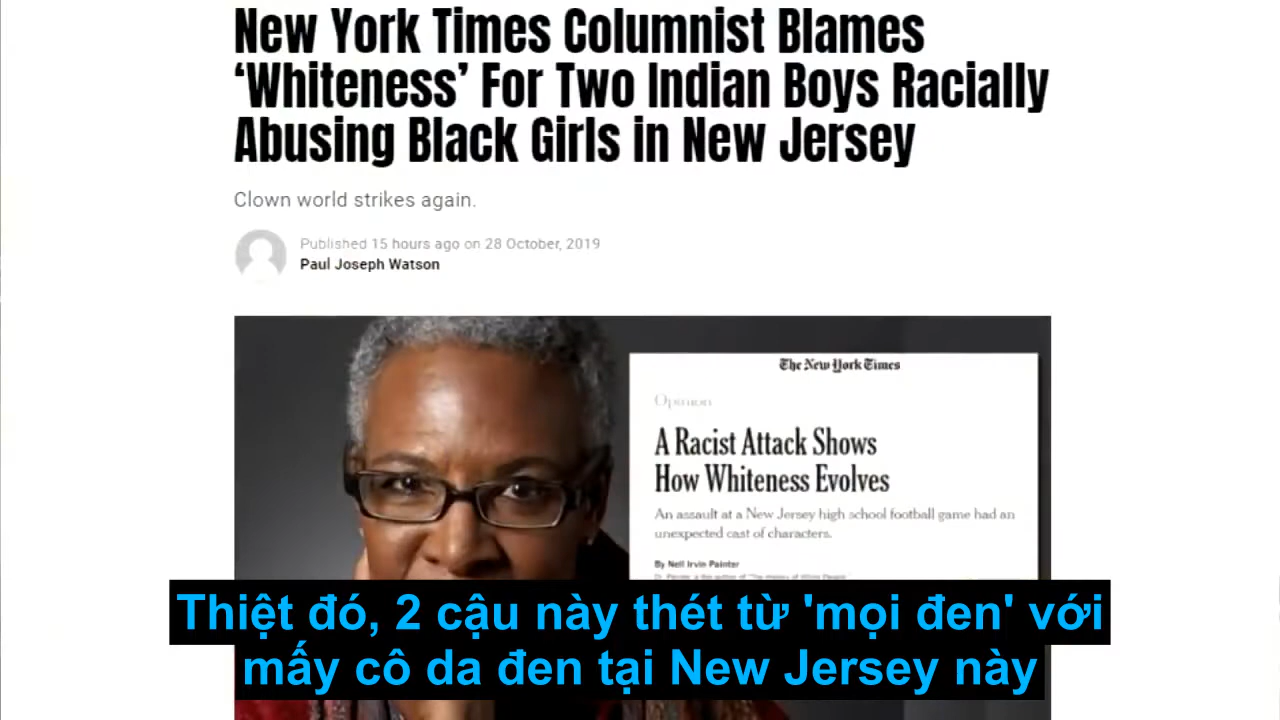 New York Times Columnist Blames
‘Whiteness’ For Two Indian Boys Racially
Abusing Black Girls in New Jersey
Clown world strikes again.
Published 15 hours ago on 28 October, 2019
Paul Joseph Watson
The New York Times
Opinion
A Racist Attack Shows
How Whiteness Evolves
An assault at a New Jersey high school football game had an
unexpected cast of characters.
By Nell Irvin Painter
Thiệt đó, 2 cậu này thét từ 'mọi đen' với
mấy cô da đen tại New Jersey này